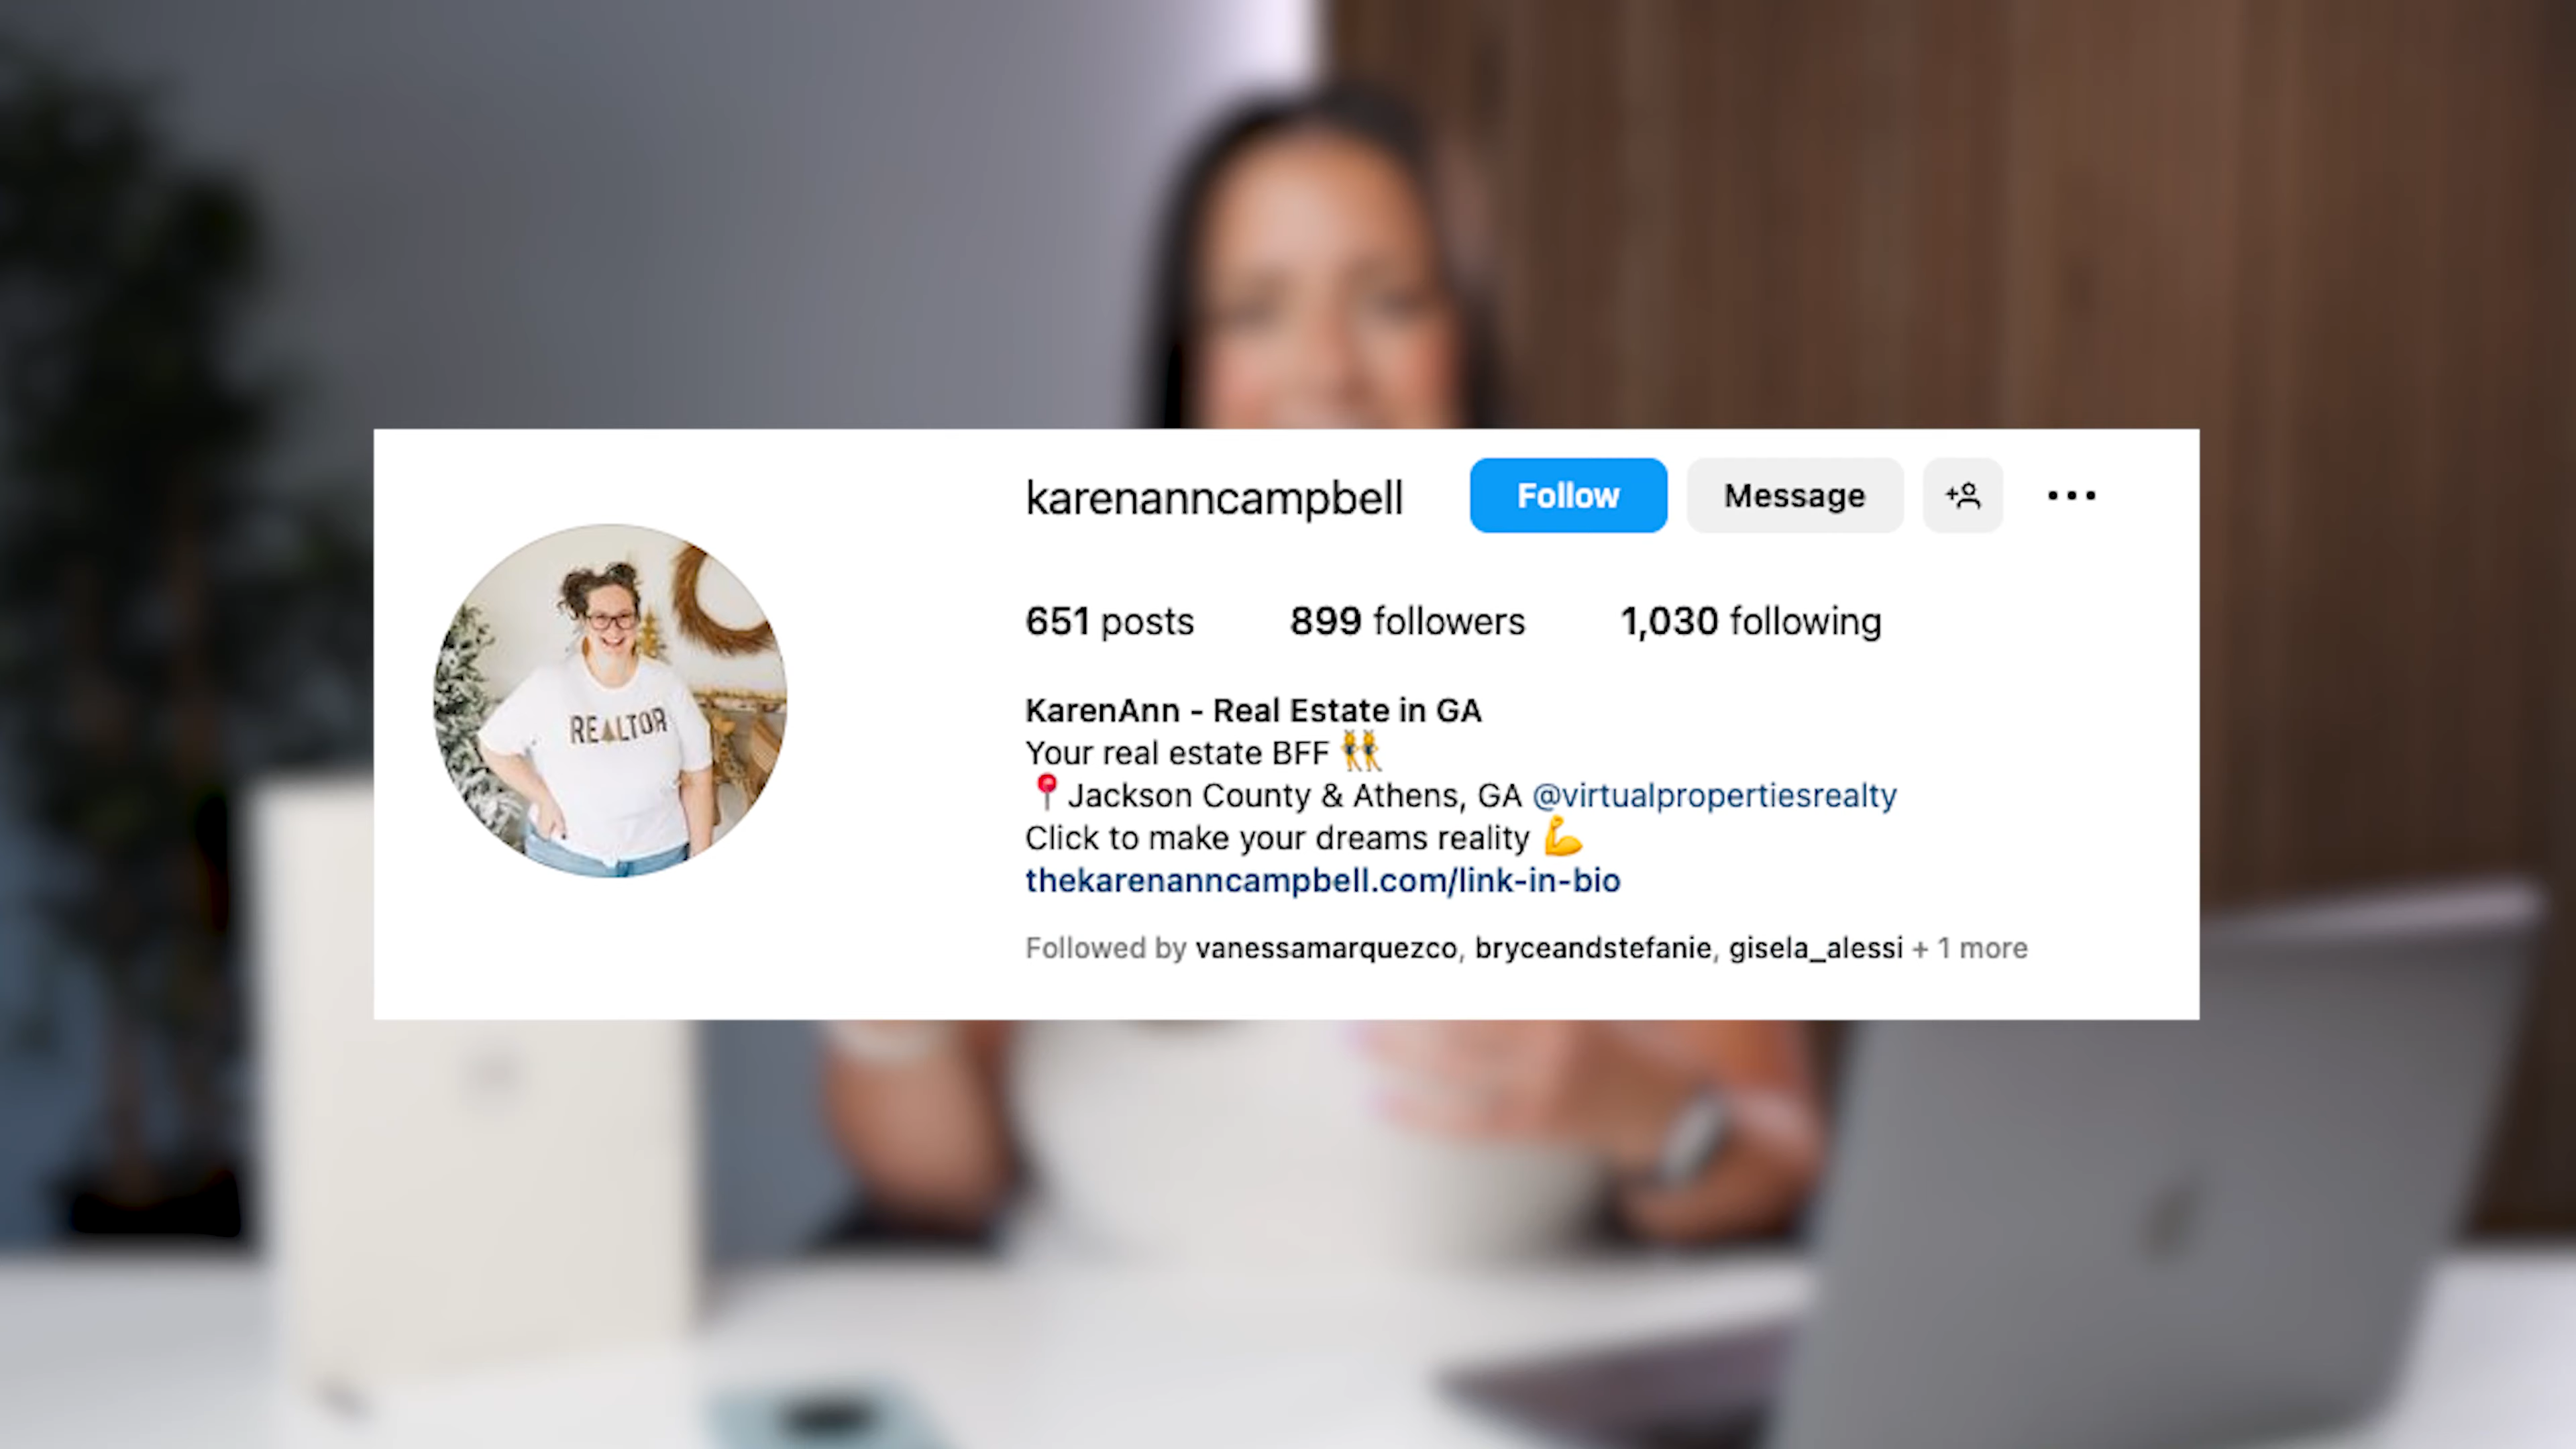 karenanncampbell Follow Message
651 posts 899 followers 1,030 following
KarenAnn - Real Estate in GA
Your real estate BFF 👯
📍Jackson County & Athens, GA @virtualpropertiesrealty
Click to make your dreams reality 💪
thekarenanncampbell.com/link-in-bio
Followed by vanessamarquezco, bryceandstefanie, gisela_alessi + 1 more
REALTOR